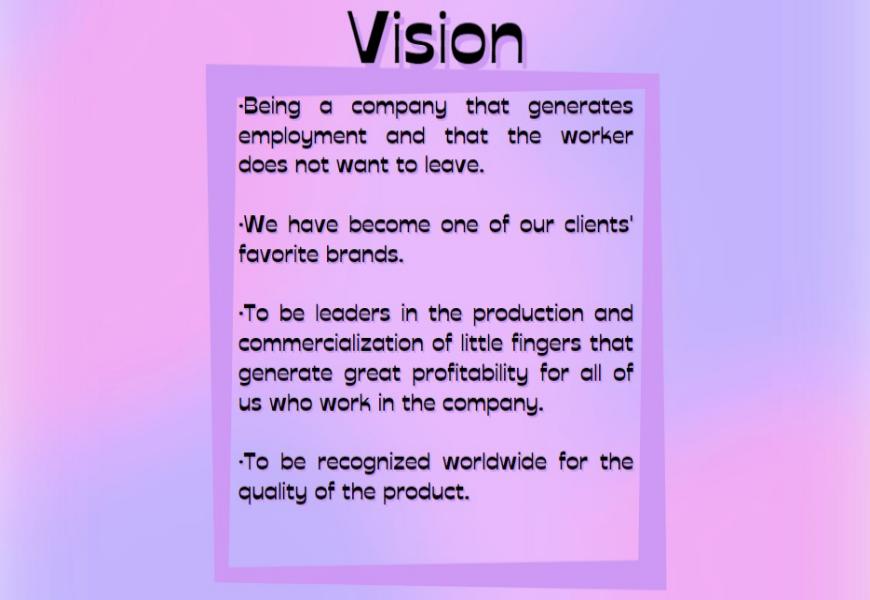 Vision
·Being a company that generates
employment and that the worker
does not want to leave.
·We have become one of our clients'
favorite brands.
·To be leaders in the production and
commercialization of little fingers that
generate great profitability for all of
us who work in the company.
·To be recognized worldwide for the
quality of the product.